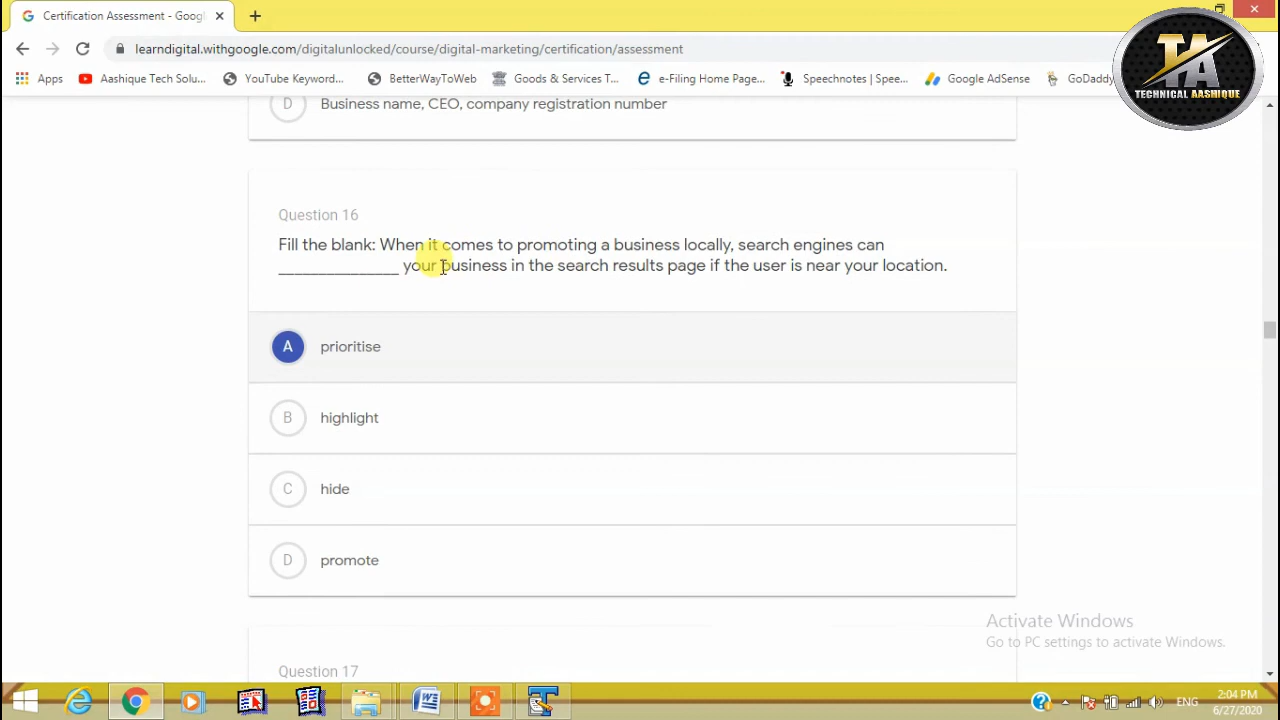 Certification Assessment - Goog
learndigital.withgoogle.com/digitalunlocked/course/digital-marketing/certification/assessment
Apps Aashique Tech Solu... YouTube Keyword... BetterWayToWeb Goods & Services T... e-Filing Home Page... Speechnotes | Spee... Google AdSense GoDaddy
TA
TECHNICAL AASHIQUE
D Business name, CEO, company registration number
Question 16
Fill the blank: When it comes to promoting a business locally, search engines can
_______________ your business in the search results page if the user is near your location.
A prioritise
B highlight
C hide
D promote
Activate Windows
Go to PC settings to activate Windows.
Question 17
ENG
2:04 PM
6/27/2020